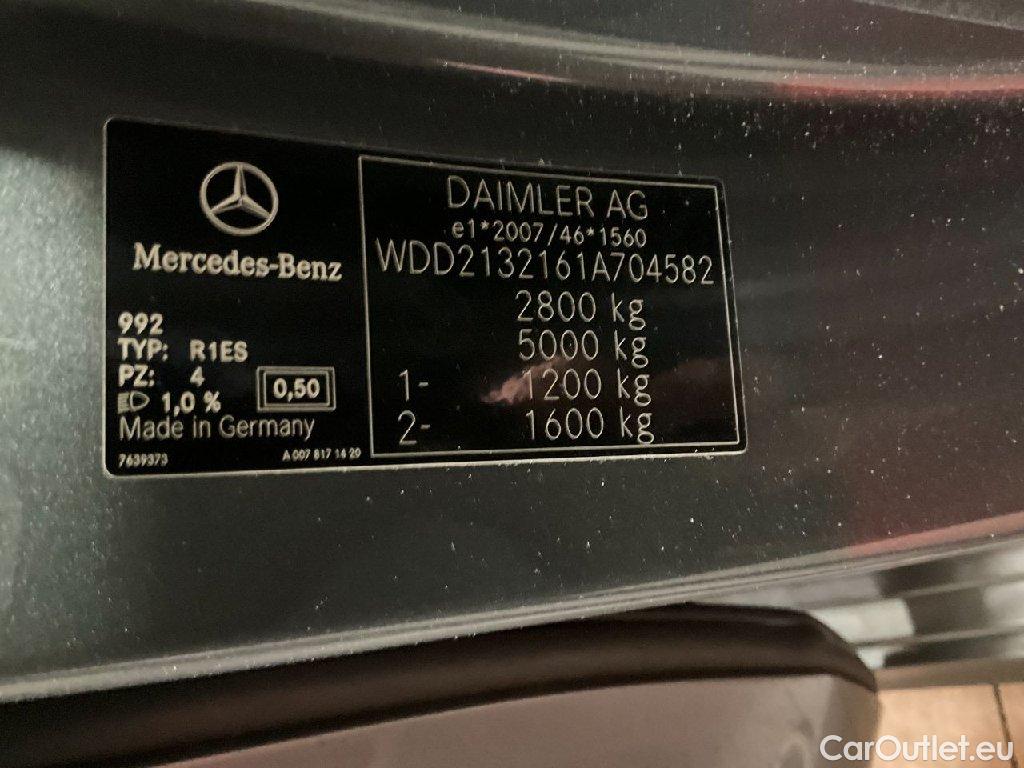 Mercedes-Benz
992
TYP: R1ES
PZ: 4
1,0 %
0,50
Made in Germany
7639373
A 007 817 14 20
DAIMLER AG
e1*2007/46*1560
WDD2132161A704582
2800 kg
5000 kg
1- 1200 kg
2- 1600 kg
CarOutlet.eu